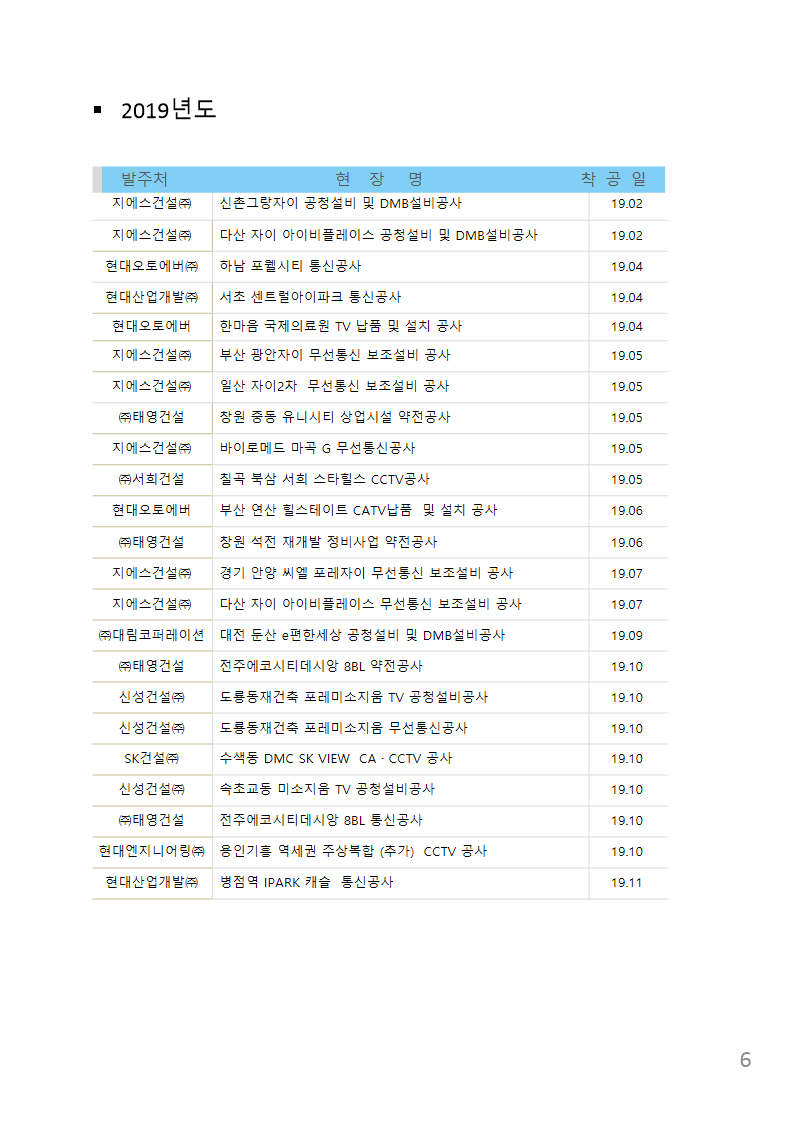 ▪ 2019년도
발주처 현 장 명 착 공 일
지에스건설㈜ 신촌그랑자이 공청설비 및 DMB설비공사 19.02
지에스건설㈜ 다산 자이 아이비플레이스 공청설비 및 DMB설비공사 19.02
현대오토에버㈜ 하남 포웰시티 통신공사 19.04
현대산업개발㈜ 서초 센트럴아이파크 통신공사 19.04
현대오토에버 한마음 국제의료원 TV 납품 및 설치 공사 19.04
지에스건설㈜ 부산 광안자이 무선통신 보조설비 공사 19.05
지에스건설㈜ 일산 자이2차 무선통신 보조설비 공사 19.05
㈜태영건설 창원 중동 유니시티 상업시설 약전공사 19.05
지에스건설㈜ 바이로메드 마곡 G 무선통신공사 19.05
㈜서희건설 칠곡 북삼 서희 스타힐스 CCTV공사 19.05
현대오토에버 부산 연산 힐스테이트 CATV납품 및 설치 공사 19.06
㈜태영건설 창원 석전 재개발 정비사업 약전공사 19.06
지에스건설㈜ 경기 안양 씨엘 포레자이 무선통신 보조설비 공사 19.07
지에스건설㈜ 다산 자이 아이비플레이스 무선통신 보조설비 공사 19.07
㈜대림코퍼레이션 대전 둔산 e편한세상 공청설비 및 DMB설비공사 19.09
㈜태영건설 전주에코시티데시앙 8BL 약전공사 19.10
신성건설㈜ 도룡동재건축 포레미소지움 TV 공청설비공사 19.10
신성건설㈜ 도룡동재건축 포레미소지움 무선통신공사 19.10
SK건설㈜ 수색동 DMC SK VIEW CA · CCTV 공사 19.10
신성건설㈜ 속초교동 미소지움 TV 공청설비공사 19.10
㈜태영건설 전주에코시티데시앙 8BL 통신공사 19.10
현대엔지니어링㈜ 용인기흥 역세권 주상복합 (추가) CCTV 공사 19.10
현대산업개발㈜ 병점역 IPARK 캐슬 통신공사 19.11
6